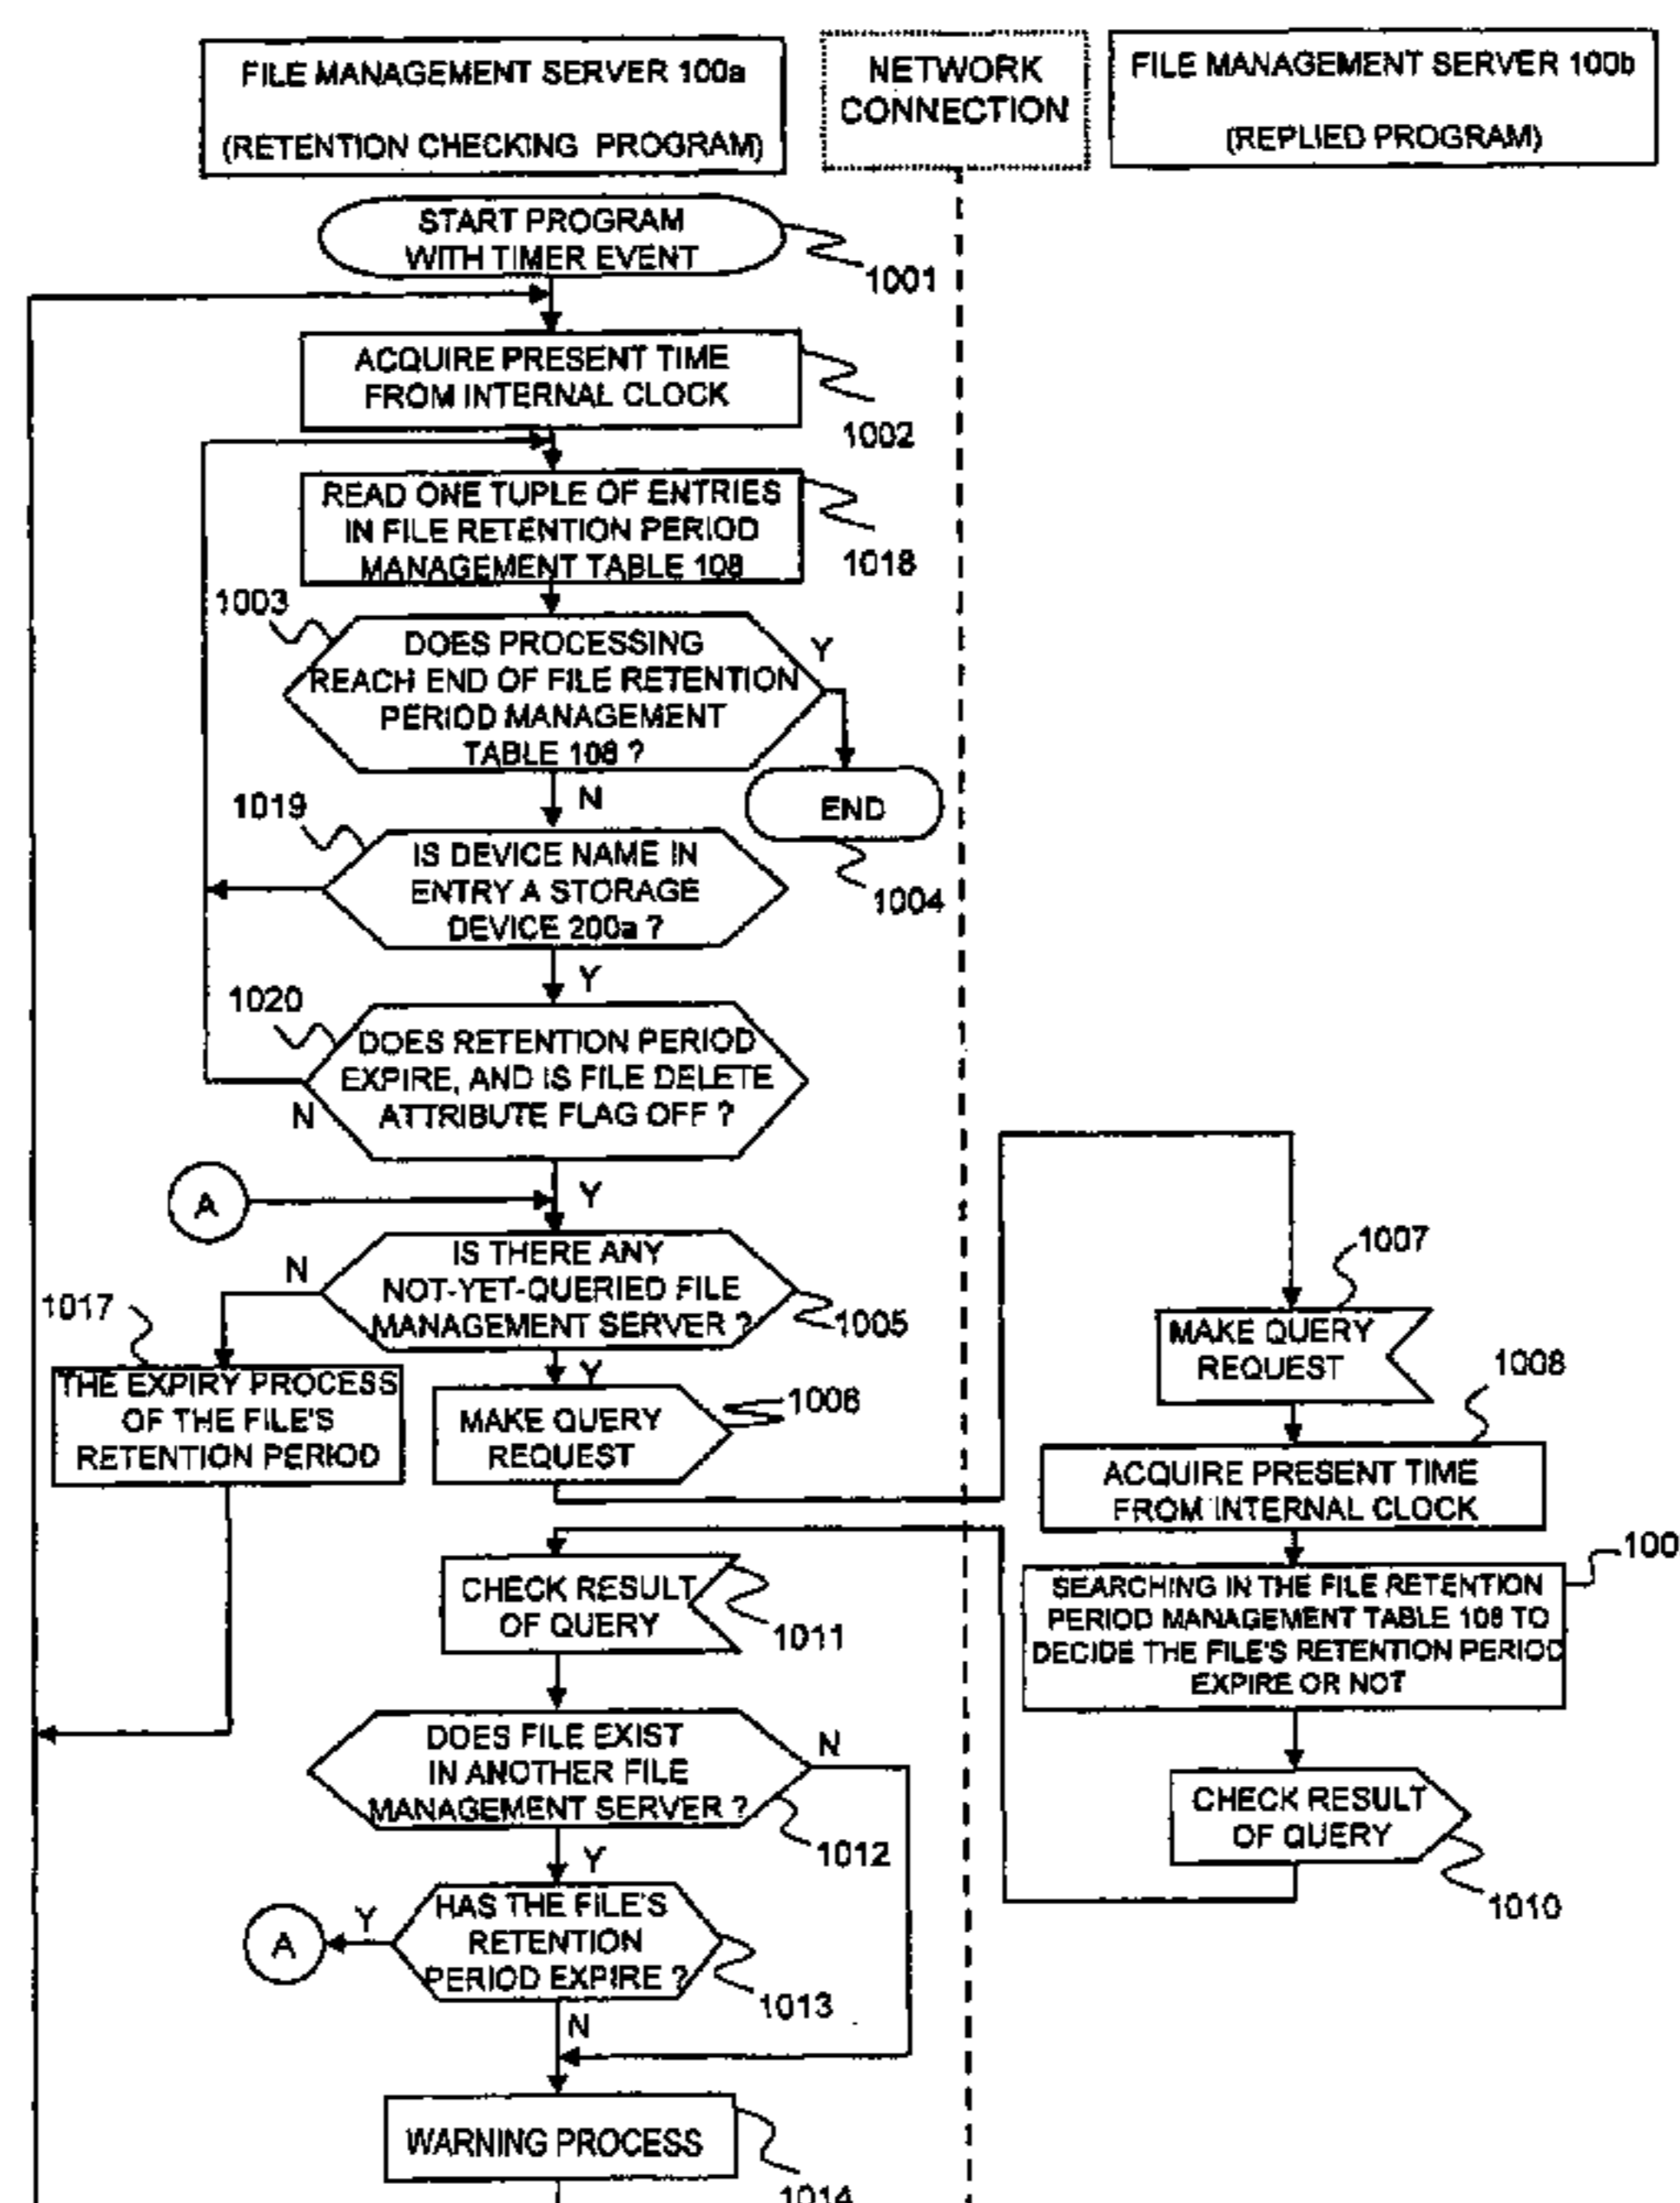 FILE MANAGEMENT SERVER 100a
(RETENTION CHECKING PROGRAM)
NETWORK
CONNECTION
FILE MANAGEMENT SERVER 100b
(REPLIED PROGRAM)
START PROGRAM
WITH TIMER EVENT
1001
ACQUIRE PRESENT TIME
FROM INTERNAL CLOCK
1002
READ ONE TUPLE OF ENTRIES
IN FILE RETENTION PERIOD
MANAGEMENT TABLE 108
1018
1003
DOES PROCESSING
REACH END OF FILE RETENTION
PERIOD MANAGEMENT
TABLE 108 ?
Y
N
END
1004
1019
IS DEVICE NAME IN
ENTRY A STORAGE
DEVICE 200a ?
Y
1020
DOES RETENTION PERIOD
EXPIRE, AND IS FILE DELETE
ATTRIBUTE FLAG OFF ?
N
Y
A
IS THERE ANY
NOT-YET-QUERIED FILE
MANAGEMENT SERVER ?
N
1005
Y
1017
THE EXPIRY PROCESS
OF THE FILE'S
RETENTION PERIOD
MAKE QUERY
REQUEST
1006
1007
MAKE QUERY
REQUEST
1008
ACQUIRE PRESENT TIME
FROM INTERNAL CLOCK
100
SEARCHING IN THE FILE RETENTION
PERIOD MANAGEMENT TABLE 108 TO
DECIDE THE FILE'S RETENTION PERIOD
EXPIRE OR NOT
CHECK RESULT
OF QUERY
1010
CHECK RESULT
OF QUERY
1011
DOES FILE EXIST
IN ANOTHER FILE
MANAGEMENT SERVER ?
N
1012
Y
HAS THE FILE'S
RETENTION
PERIOD EXPIRE ?
Y
A
1013
N
WARNING PROCESS
1014